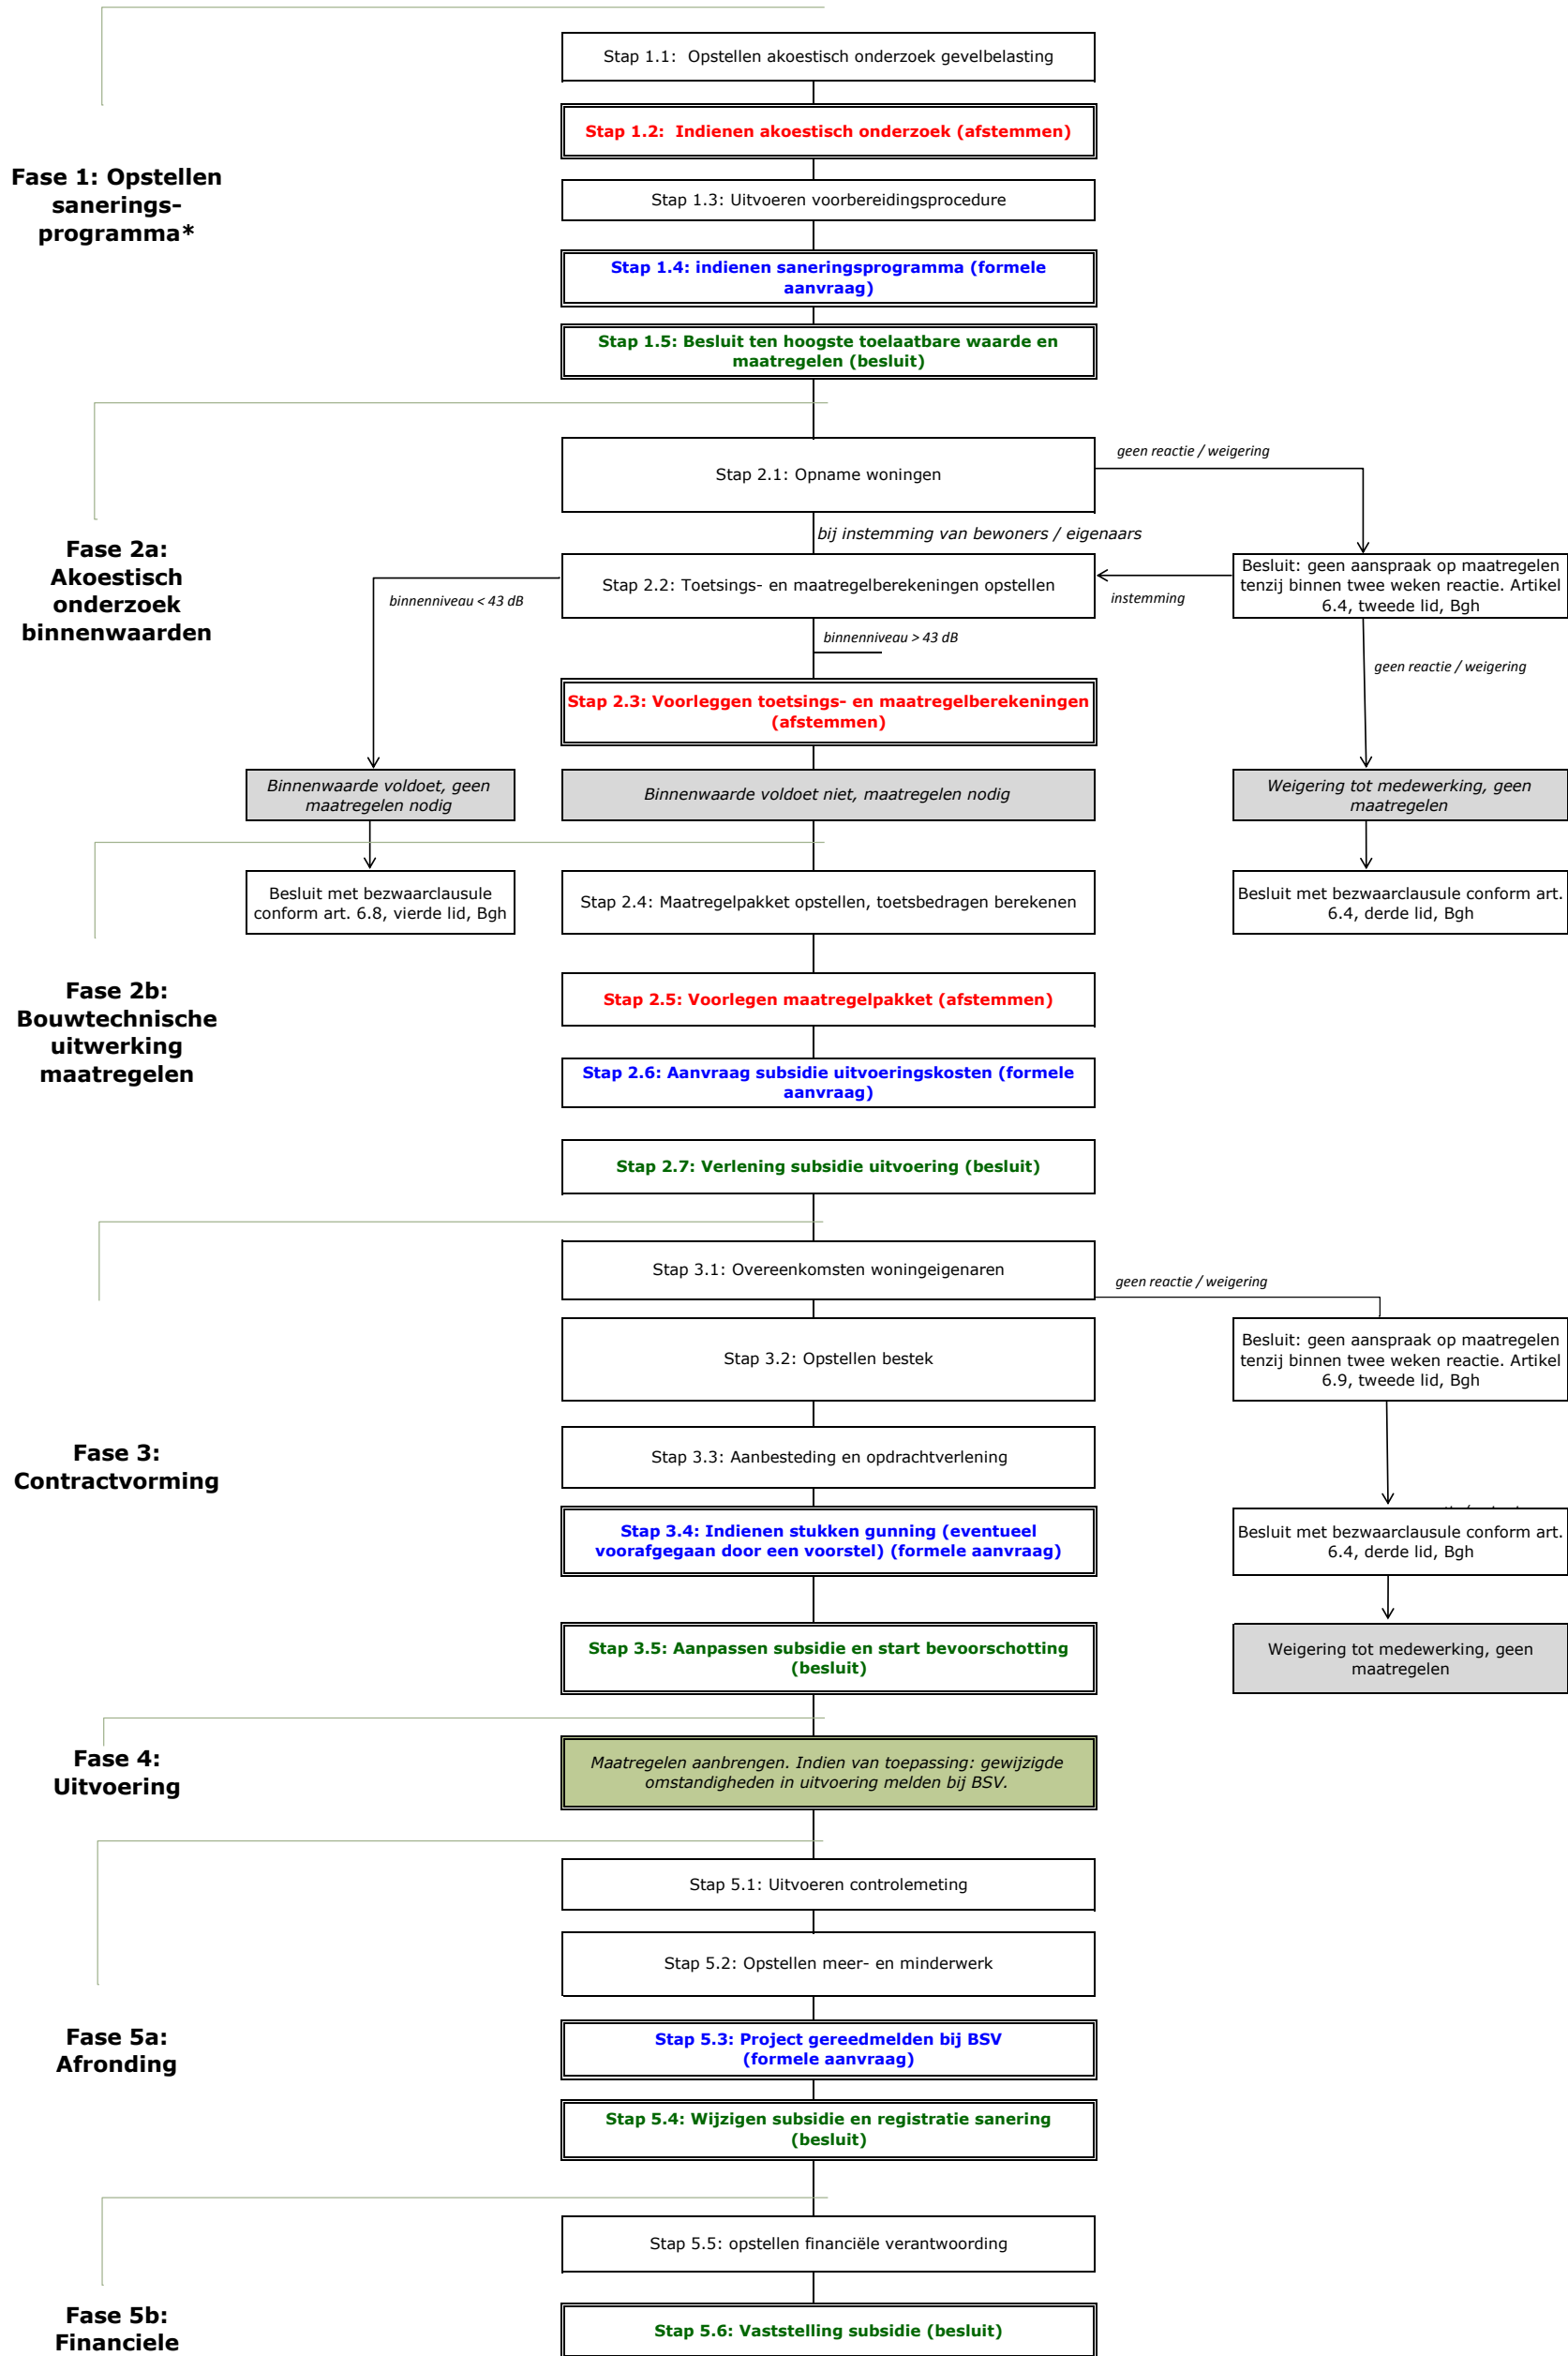 Stap 1.1: Opstellen akoestisch onderzoek gevelbelasting
Stap 1.2: Indienen akoestisch onderzoek (afstemmen)
Fase 1: Opstellen
sanerings-
programma*
Stap 1.3: Uitvoeren voorbereidingsprocedure
Stap 1.4: indienen saneringsprogramma (formele
aanvraag)
Stap 1.5: Besluit ten hoogste toelaatbare waarde en
maatregelen (besluit)
Stap 2.1: Opname woningen
geen reactie / weigering
bij instemming van bewoners / eigenaars
Fase 2a:
Akoestisch
onderzoek
binnenwaarden
Stap 2.2: Toetsings- en maatregelberekeningen opstellen
Besluit: geen aanspraak op maatregelen
tenzij binnen twee weken reactie. Artikel
6.4, tweede lid, Bgh
binnenniveau < 43 dB
instemming
binnenniveau > 43 dB
geen reactie / weigering
Stap 2.3: Voorleggen toetsings- en maatregelberekeningen
(afstemmen)
Binnenwaarde voldoet, geen
maatregelen nodig
Binnenwaarde voldoet niet, maatregelen nodig
Weigering tot medewerking, geen
maatregelen
Besluit met bezwaarclausule
conform art. 6.8, vierde lid, Bgh
Stap 2.4: Maatregelpakket opstellen, toetsbedragen berekenen
Besluit met bezwaarclausule conform art.
6.4, derde lid, Bgh
Fase 2b:
Bouwtechnische
uitwerking
maatregelen
Stap 2.5: Voorlegen maatregelpakket (afstemmen)
Stap 2.6: Aanvraag subsidie uitvoeringskosten (formele
aanvraag)
Stap 2.7: Verlening subsidie uitvoering (besluit)
Stap 3.1: Overeenkomsten woningeigenaren
geen reactie / weigering
Stap 3.2: Opstellen bestek
Besluit: geen aanspraak op maatregelen
tenzij binnen twee weken reactie. Artikel
6.9, tweede lid, Bgh
Fase 3:
Contractvorming
Stap 3.3: Aanbesteding en opdrachtverlening
Stap 3.4: Indienen stukken gunning (eventueel
voorafgegaan door een voorstel) (formele aanvraag)
Besluit met bezwaarclausule conform art.
6.4, derde lid, Bgh
Stap 3.5: Aanpassen subsidie en start bevoorschotting
(besluit)
Weigering tot medewerking, geen
maatregelen
Fase 4:
Uitvoering
Maatregelen aanbrengen. Indien van toepassing: gewijzigde
omstandigheden in uitvoering melden bij BSV.
Stap 5.1: Uitvoeren controlemeting
Stap 5.2: Opstellen meer- en minderwerk
Fase 5a:
Afronding
Stap 5.3: Project gereedmelden bij BSV
(formele aanvraag)
Stap 5.4: Wijzigen subsidie en registratie sanering
(besluit)
Stap 5.5: opstellen financiële verantwoording
Fase 5b:
Financiele
Stap 5.6: Vaststelling subsidie (besluit)